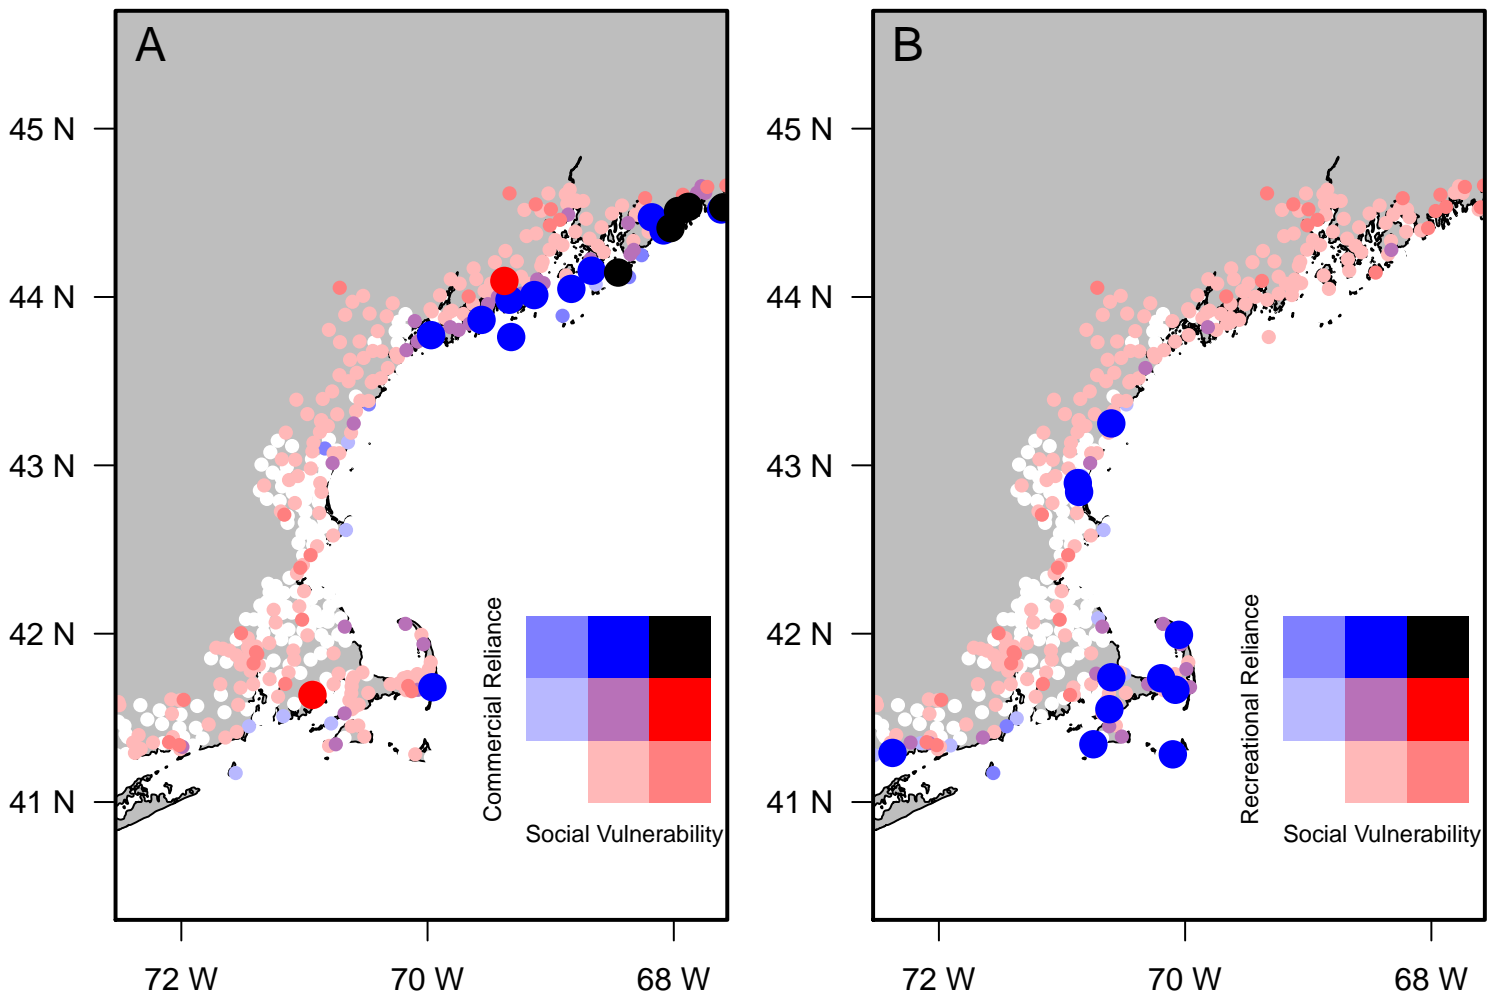 A
B
45 N
44 N
43 N
42 N
41 N
72 W
70 W
68 W
Commercial Reliance
Social Vulnerability
45 N
44 N
43 N
42 N
41 N
72 W
70 W
68 W
Recreational Reliance
Social Vulnerability